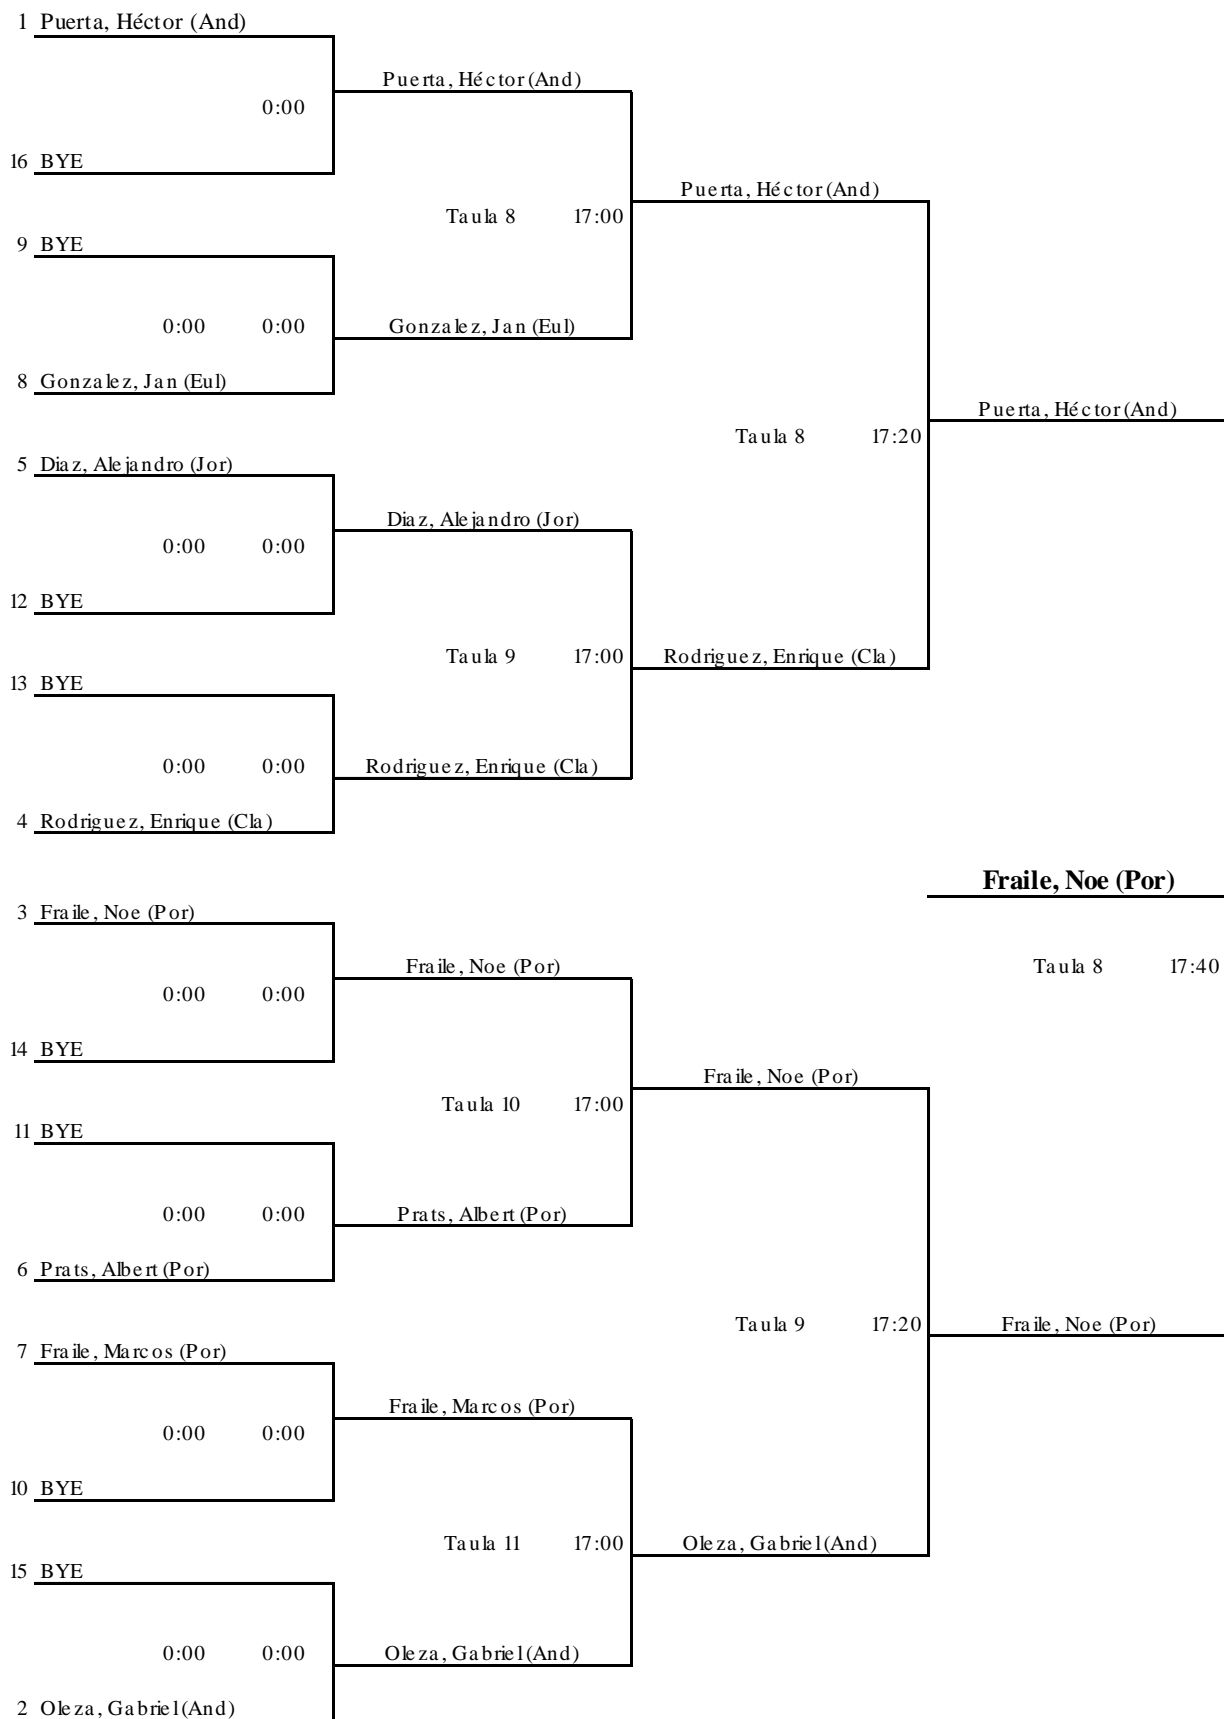 1 Puerta, Héctor (And)
Puerta, Héctor (And)
0:00
16 BYE
Puerta, Héctor (And)
Taula 8 17:00
9 BYE
0:00 0:00 Gonzalez, Jan (Eul)
8 Gonzalez, Jan (Eul)
Puerta, Héctor (And)
Taula 8 17:20
5 Diaz, Alejandro (Jor)
Diaz, Alejandro (Jor)
0:00 0:00
12 BYE
Taula 9 17:00 Rodriguez, Enrique (Cla)
13 BYE
0:00 0:00 Rodriguez, Enrique (Cla)
4 Rodriguez, Enrique (Cla)
Fraile, Noe (Por)
3 Fraile, Noe (Por)
Fraile, Noe (Por) Taula 8 17:40
0:00 0:00
14 BYE
Fraile, Noe (Por)
Taula 10 17:00
11 BYE
0:00 0:00 Prats, Albert (Por)
6 Prats, Albert (Por)
Taula 9 17:20 Fraile, Noe (Por)
7 Fraile, Marcos (Por)
Fraile, Marcos (Por)
0:00 0:00
10 BYE
Taula 11 17:00 Oleza, Gabriel (And)
15 BYE
0:00 0:00 Oleza, Gabriel (And)
2 Oleza, Gabriel (And)